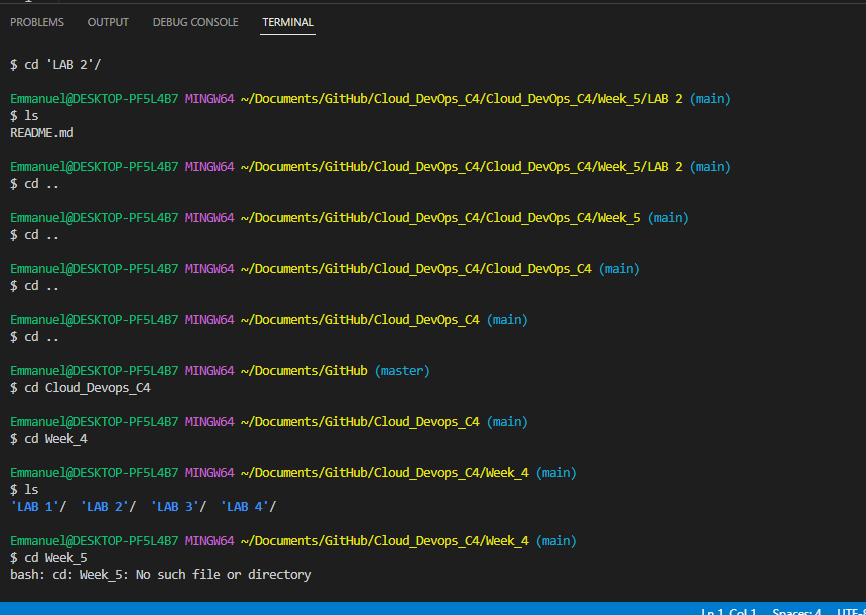 PROBLEMS OUTPUT DEBUG CONSOLE TERMINAL
$ cd 'LAB 2'/
Emmanuel@DESKTOP-PF5L4B7 MINGW64 ~/Documents/GitHub/Cloud_DevOps_C4/Cloud_DevOps_C4/Week_5/LAB 2 (main)
$ ls
README.md
Emmanuel@DESKTOP-PF5L4B7 MINGW64 ~/Documents/GitHub/Cloud_DevOps_C4/Cloud_DevOps_C4/Week_5/LAB 2 (main)
$ cd ..
Emmanuel@DESKTOP-PF5L4B7 MINGW64 ~/Documents/GitHub/Cloud_DevOps_C4/Cloud_DevOps_C4/Week_5 (main)
$ cd ..
Emmanuel@DESKTOP-PF5L4B7 MINGW64 ~/Documents/GitHub/Cloud_DevOps_C4/Cloud_DevOps_C4 (main)
$ cd ..
Emmanuel@DESKTOP-PF5L4B7 MINGW64 ~/Documents/GitHub/Cloud_DevOps_C4 (main)
$ cd ..
Emmanuel@DESKTOP-PF5L4B7 MINGW64 ~/Documents/GitHub (master)
$ cd Cloud_Devops_C4
Emmanuel@DESKTOP-PF5L4B7 MINGW64 ~/Documents/GitHub/Cloud_Devops_C4 (main)
$ cd Week_4
Emmanuel@DESKTOP-PF5L4B7 MINGW64 ~/Documents/GitHub/Cloud_Devops_C4/Week_4 (main)
$ ls
'LAB 1'/ 'LAB 2'/ 'LAB 3'/ 'LAB 4'/
Emmanuel@DESKTOP-PF5L4B7 MINGW64 ~/Documents/GitHub/Cloud_Devops_C4/Week_4 (main)
$ cd Week_5
bash: cd: Week_5: No such file or directory
Ln 1, Col 1 Spaces: 4 UTF-8